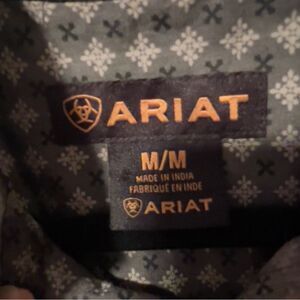 ARIAT
M/M
MADE IN INDIA
FABRIQUÉ EN INDE
ARIAT